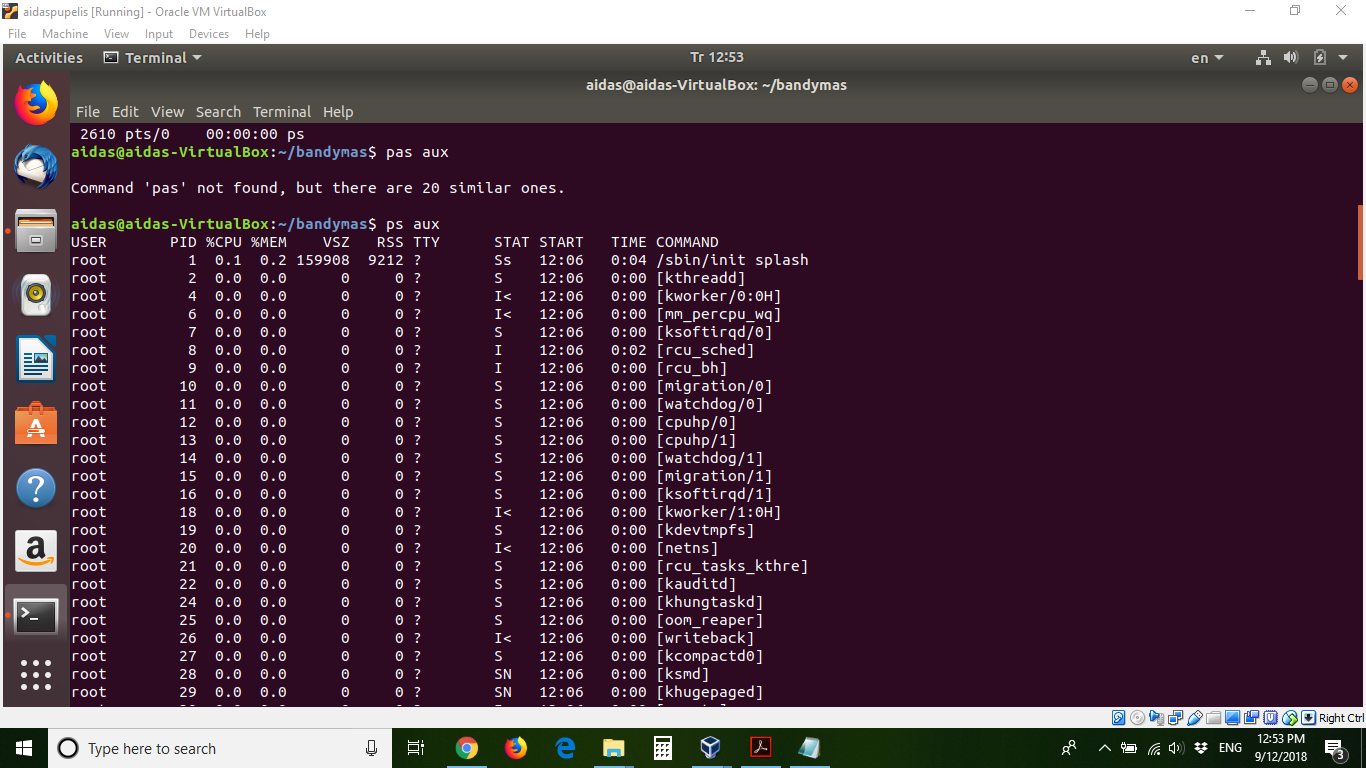 aidaspupelis [Running] - Oracle VM VirtualBox
File Machine View Input Devices Help
Activities Terminal Tr 12:53 en
aidas@aidas-VirtualBox: ~/bandymas
File Edit View Search Terminal Help
2610 pts/0    00:00:00 ps
aidas@aidas-VirtualBox:~/bandymas$ pas aux
Command 'pas' not found, but there are 20 similar ones.
aidas@aidas-VirtualBox:~/bandymas$ ps aux
USER       PID %CPU %MEM    VSZ   RSS TTY      STAT START   TIME COMMAND
root         1  0.1  0.2 159908  9212 ?        Ss   12:06   0:04 /sbin/init splash
root         2  0.0  0.0      0     0 ?        S    12:06   0:00 [kthreadd]
root         4  0.0  0.0      0     0 ?        I<   12:06   0:00 [kworker/0:0H]
root         6  0.0  0.0      0     0 ?        I<   12:06   0:00 [mm_percpu_wq]
root         7  0.0  0.0      0     0 ?        S    12:06   0:00 [ksoftirqd/0]
root         8  0.0  0.0      0     0 ?        I    12:06   0:02 [rcu_sched]
root         9  0.0  0.0      0     0 ?        I    12:06   0:00 [rcu_bh]
root        10  0.0  0.0      0     0 ?        S    12:06   0:00 [migration/0]
root        11  0.0  0.0      0     0 ?        S    12:06   0:00 [watchdog/0]
root        12  0.0  0.0      0     0 ?        S    12:06   0:00 [cpuhp/0]
root        13  0.0  0.0      0     0 ?        S    12:06   0:00 [cpuhp/1]
root        14  0.0  0.0      0     0 ?        S    12:06   0:00 [watchdog/1]
root        15  0.0  0.0      0     0 ?        S    12:06   0:00 [migration/1]
root        16  0.0  0.0      0     0 ?        S    12:06   0:00 [ksoftirqd/1]
root        18  0.0  0.0      0     0 ?        I<   12:06   0:00 [kworker/1:0H]
root        19  0.0  0.0      0     0 ?        S    12:06   0:00 [kdevtmpfs]
root        20  0.0  0.0      0     0 ?        I<   12:06   0:00 [netns]
root        21  0.0  0.0      0     0 ?        S    12:06   0:00 [rcu_tasks_kthre]
root        22  0.0  0.0      0     0 ?        S    12:06   0:00 [kauditd]
root        24  0.0  0.0      0     0 ?        S    12:06   0:00 [khungtaskd]
root        25  0.0  0.0      0     0 ?        S    12:06   0:00 [oom_reaper]
root        26  0.0  0.0      0     0 ?        I<   12:06   0:00 [writeback]
root        27  0.0  0.0      0     0 ?        S    12:06   0:00 [kcompactd0]
root        28  0.0  0.0      0     0 ?        SN   12:06   0:00 [ksmd]
root        29  0.0  0.0      0     0 ?        SN   12:06   0:00 [khugepaged]
Right Ctrl
Type here to search
ENG
12:53 PM
9/12/2018
3